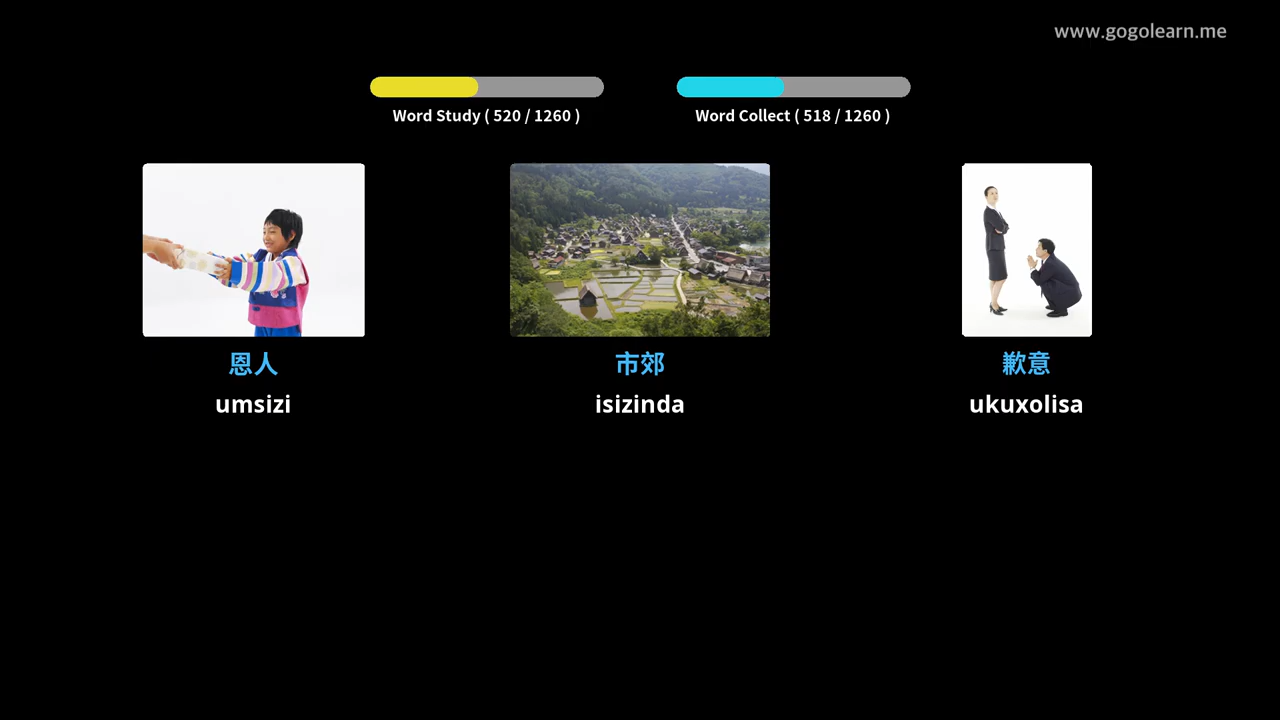 www.gogolearn.me
Word Study ( 520 / 1260 )
Word Collect ( 518 / 1260 )
恩人
市郊
歉意
umsizi
isizinda
ukuxolisa